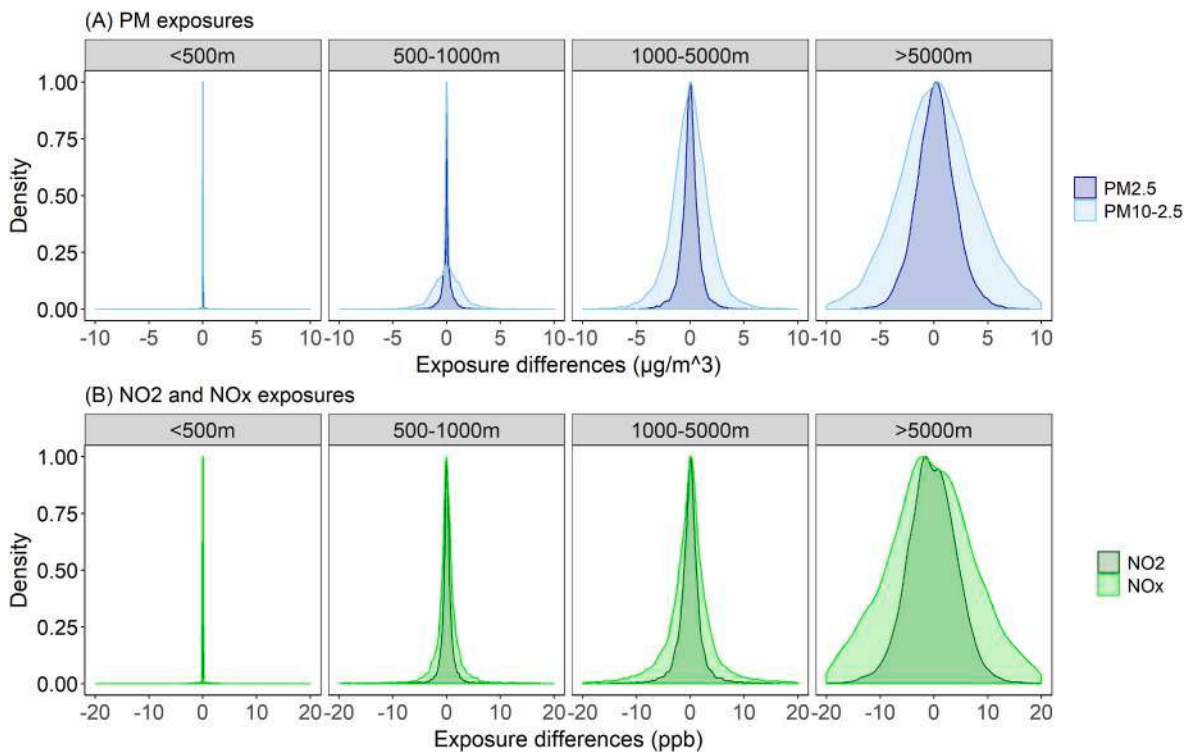 (A) PM exposures
<500m 500-1000m 1000-5000m >5000m
1.00
0.75
0.50
0.25
0.00
Density
-10 -5 0 5 10 -10 -5 0 5 10 -10 -5 0 5 10 -10 -5 0 5 10
Exposure differences (µg/m^3)
PM2.5
PM10-2.5
(B) NO2 and NOx exposures
<500m 500-1000m 1000-5000m >5000m
1.00
0.75
0.50
0.25
0.00
Density
-20 -10 0 10 20 -20 -10 0 10 20 -20 -10 0 10 20 -20 -10 0 10 20
Exposure differences (ppb)
NO2
NOx